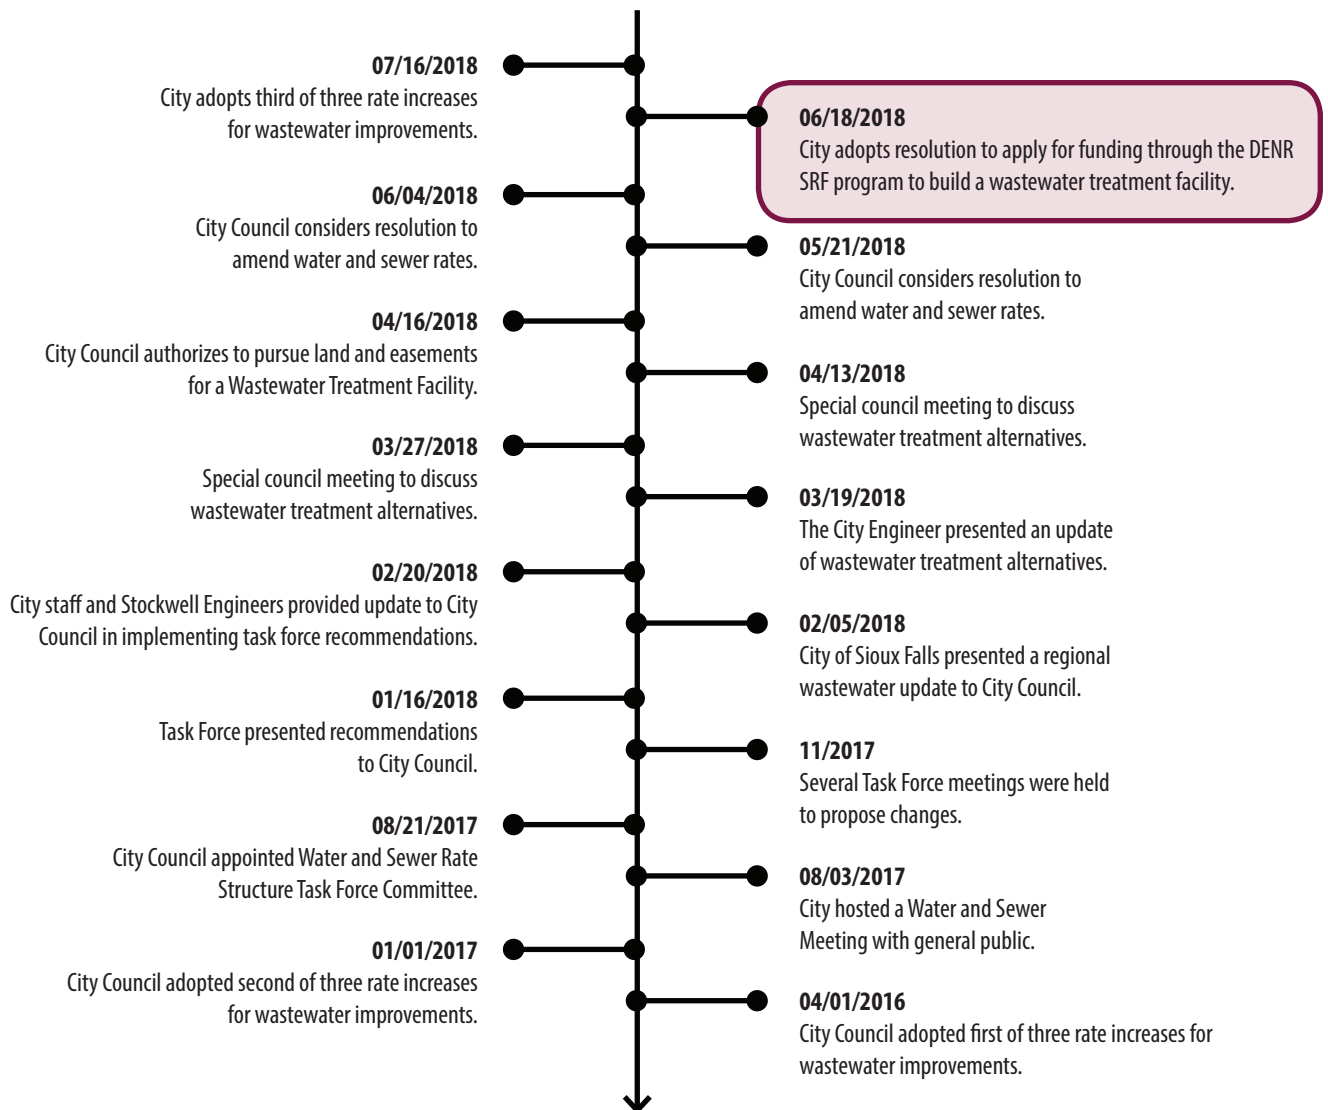 07/16/2018
City adopts third of three rate increases
for wastewater improvements.
06/18/2018
City adopts resolution to apply for funding through the DENR
SRF program to build a wastewater treatment facility.
06/04/2018
City Council considers resolution to
amend water and sewer rates.
05/21/2018
City Council considers resolution to
amend water and sewer rates.
04/16/2018
City Council authorizes to pursue land and easements
for a Wastewater Treatment Facility.
04/13/2018
Special council meeting to discuss
wastewater treatment alternatives.
03/27/2018
Special council meeting to discuss
wastewater treatment alternatives.
03/19/2018
The City Engineer presented an update
of wastewater treatment alternatives.
02/20/2018
City staff and Stockwell Engineers provided update to City
Council in implementing task force recommendations.
02/05/2018
City of Sioux Falls presented a regional
wastewater update to City Council.
01/16/2018
Task Force presented recommendations
to City Council.
11/2017
Several Task Force meetings were held
to propose changes.
08/21/2017
City Council appointed Water and Sewer Rate
Structure Task Force Committee.
08/03/2017
City hosted a Water and Sewer
Meeting with general public.
01/01/2017
City Council adopted second of three rate increases
for wastewater improvements.
04/01/2016
City Council adopted first of three rate increases for
wastewater improvements.